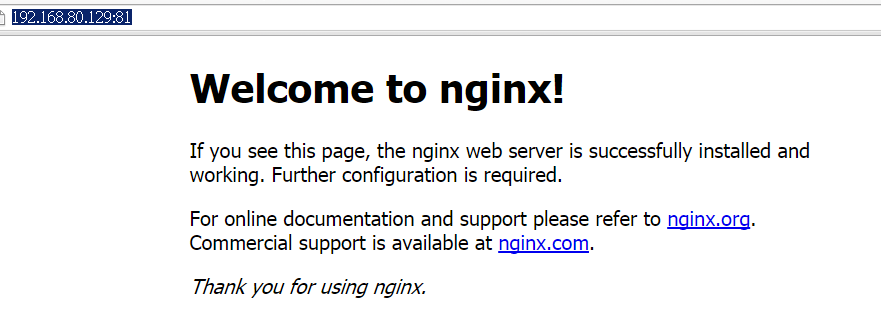 192.168.80.129:81
Welcome to nginx!
If you see this page, the nginx web server is successfully installed and
working. Further configuration is required.
For online documentation and support please refer to nginx.org.
Commercial support is available at nginx.com.
Thank you for using nginx.